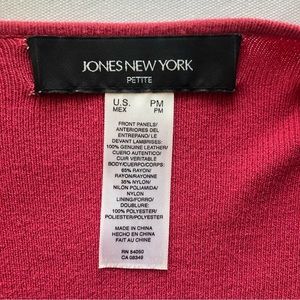 JONES NEW YORK
PETITE
U.S. PM
MEX PM
FRONT PANELS/
ANTERIORES DEL
ENTREPANO/ LE
DEVANT LAMBRISES:
100% GENUINE LEATHER/
CUERO AUTENTICO/
CUIR VERITABLE
BODY/CUERPO/CORPS:
65% RAYON/
RAYON/RAYONNE
35% NYLON/
NILON POLIAMIDA/
NYLON
LINING/FORRO/
DOUBLURE:
100% POLYESTER/
POLIESTER/POLYESTER
MADE IN CHINA
HECHO EN CHINA
FAIT AU CHINE
RN 54050
CA 08349